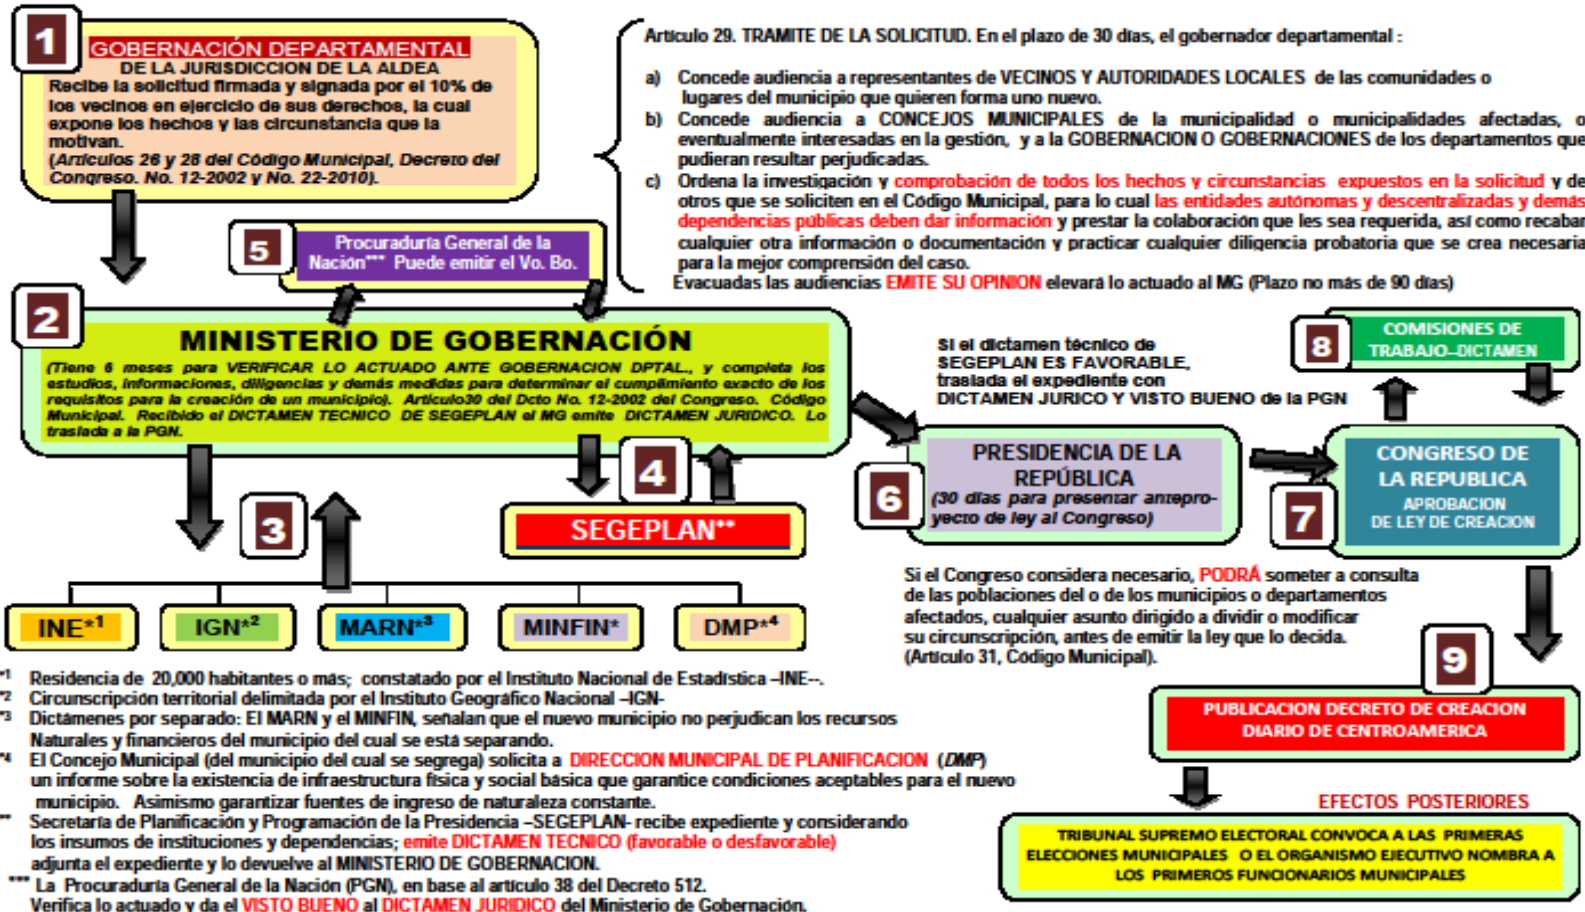 1
GOBERNACIÓN DEPARTAMENTAL
DE LA JURISDICCION DE LA ALDEA
Recibe la solicitud firmada y signada por el 10% de
los vecinos en ejercicio de sus derechos, la cual
expone los hechos y las circunstancia que la
motivan.
(Artículos 26 y 28 del Código Municipal, Decreto del
Congreso. No. 12-2002 y No. 22-2010).
Artículo 29. TRAMITE DE LA SOLICITUD. En el plazo de 30 días, el gobernador departamental :
a) Concede audiencia a representantes de VECINOS Y AUTORIDADES LOCALES de las comunidades o
lugares del municipio que quieren forma uno nuevo.
b) Concede audiencia a CONCEJOS MUNICIPALES de la municipalidad o municipalidades afectadas, o
eventualmente interesadas en la gestión, y a la GOBERNACION O GOBERNACIONES de los departamentos que
pudieran resultar perjudicadas.
c) Ordena la investigación y comprobación de todos los hechos y circunstancias expuestos en la solicitud y de
otros que se soliciten en el Código Municipal, para lo cual las entidades autónomas y descentralizadas y demás
dependencias públicas deben dar información y prestar la colaboración que les sea requerida, así como recabar
cualquier otra información o documentación y practicar cualquier diligencia probatoria que se crea necesaria
para la mejor comprensión del caso.
Evacuadas las audiencias EMITE SU OPINION elevará lo actuado al MG (Plazo no más de 90 días)
5
Procuraduría General de la
Nación*** Puede emitir el Vo. Bo.
2
MINISTERIO DE GOBERNACIÓN
(Tiene 6 meses para VERIFICAR LO ACTUADO ANTE GOBERNACION DPTAL., y completa los
estudios, informaciones, diligencias y demás medidas para determinar el cumplimiento exacto de los
requisitos para la creación de un municipio). Artículo30 del Dcto No. 12-2002 del Congreso. Código
Municipal. Recibido el DICTAMEN TECNICO DE SEGEPLAN el MG emite DICTAMEN JURIDICO. Lo
traslada a la PGN.
Si el dictamen técnico de
SEGEPLAN ES FAVORABLE,
traslada el expediente con
DICTAMEN JURICO Y VISTO BUENO de la PGN
8
COMISIONES DE
TRABAJO--DICTAMEN
3
4
SEGEPLAN**
6
PRESIDENCIA DE LA
REPÚBLICA
(30 días para presentar antepro-
yecto de ley al Congreso)
7
CONGRESO DE
LA REPUBLICA
APROBACION
DE LEY DE CREACION
INE*1
IGN*2
MARN*3
MINFIN*
DMP*4
Si el Congreso considera necesario, PODRÁ someter a consulta
de las poblaciones del o de los municipios o departamentos
afectados, cualquier asunto dirigido a dividir o modificar
su circunscripción, antes de emitir la ley que lo decida.
(Artículo 31, Código Municipal).
9
PUBLICACION DECRETO DE CREACION
DIARIO DE CENTROAMERICA
*1 Residencia de 20,000 habitantes o más; constatado por el Instituto Nacional de Estadística –INE--.
*2 Circunscripción territorial delimitada por el Instituto Geográfico Nacional –IGN-
*3 Dictámenes por separado: El MARN y el MINFIN, señalan que el nuevo municipio no perjudican los recursos
Naturales y financieros del municipio del cual se está separando.
*4 El Concejo Municipal (del municipio del cual se segrega) solicita a DIRECCION MUNICIPAL DE PLANIFICACION (DMP)
un informe sobre la existencia de infraestructura física y social básica que garantice condiciones aceptables para el nuevo
municipio. Asimismo garantizar fuentes de ingreso de naturaleza constante.
** Secretaría de Planificación y Programación de la Presidencia –SEGEPLAN- recibe expediente y considerando
los insumos de instituciones y dependencias; emite DICTAMEN TECNICO (favorable o desfavorable)
adjunta el expediente y lo devuelve al MINISTERIO DE GOBERNACION.
*** La Procuraduría General de la Nación (PGN), en base al artículo 38 del Decreto 512.
Verifica lo actuado y da el VISTO BUENO al DICTAMEN JURIDICO del Ministerio de Gobernación.
EFECTOS POSTERIORES
TRIBUNAL SUPREMO ELECTORAL CONVOCA A LAS PRIMERAS
ELECCIONES MUNICIPALES O EL ORGANISMO EJECUTIVO NOMBRA A
LOS PRIMEROS FUNCIONARIOS MUNICIPALES